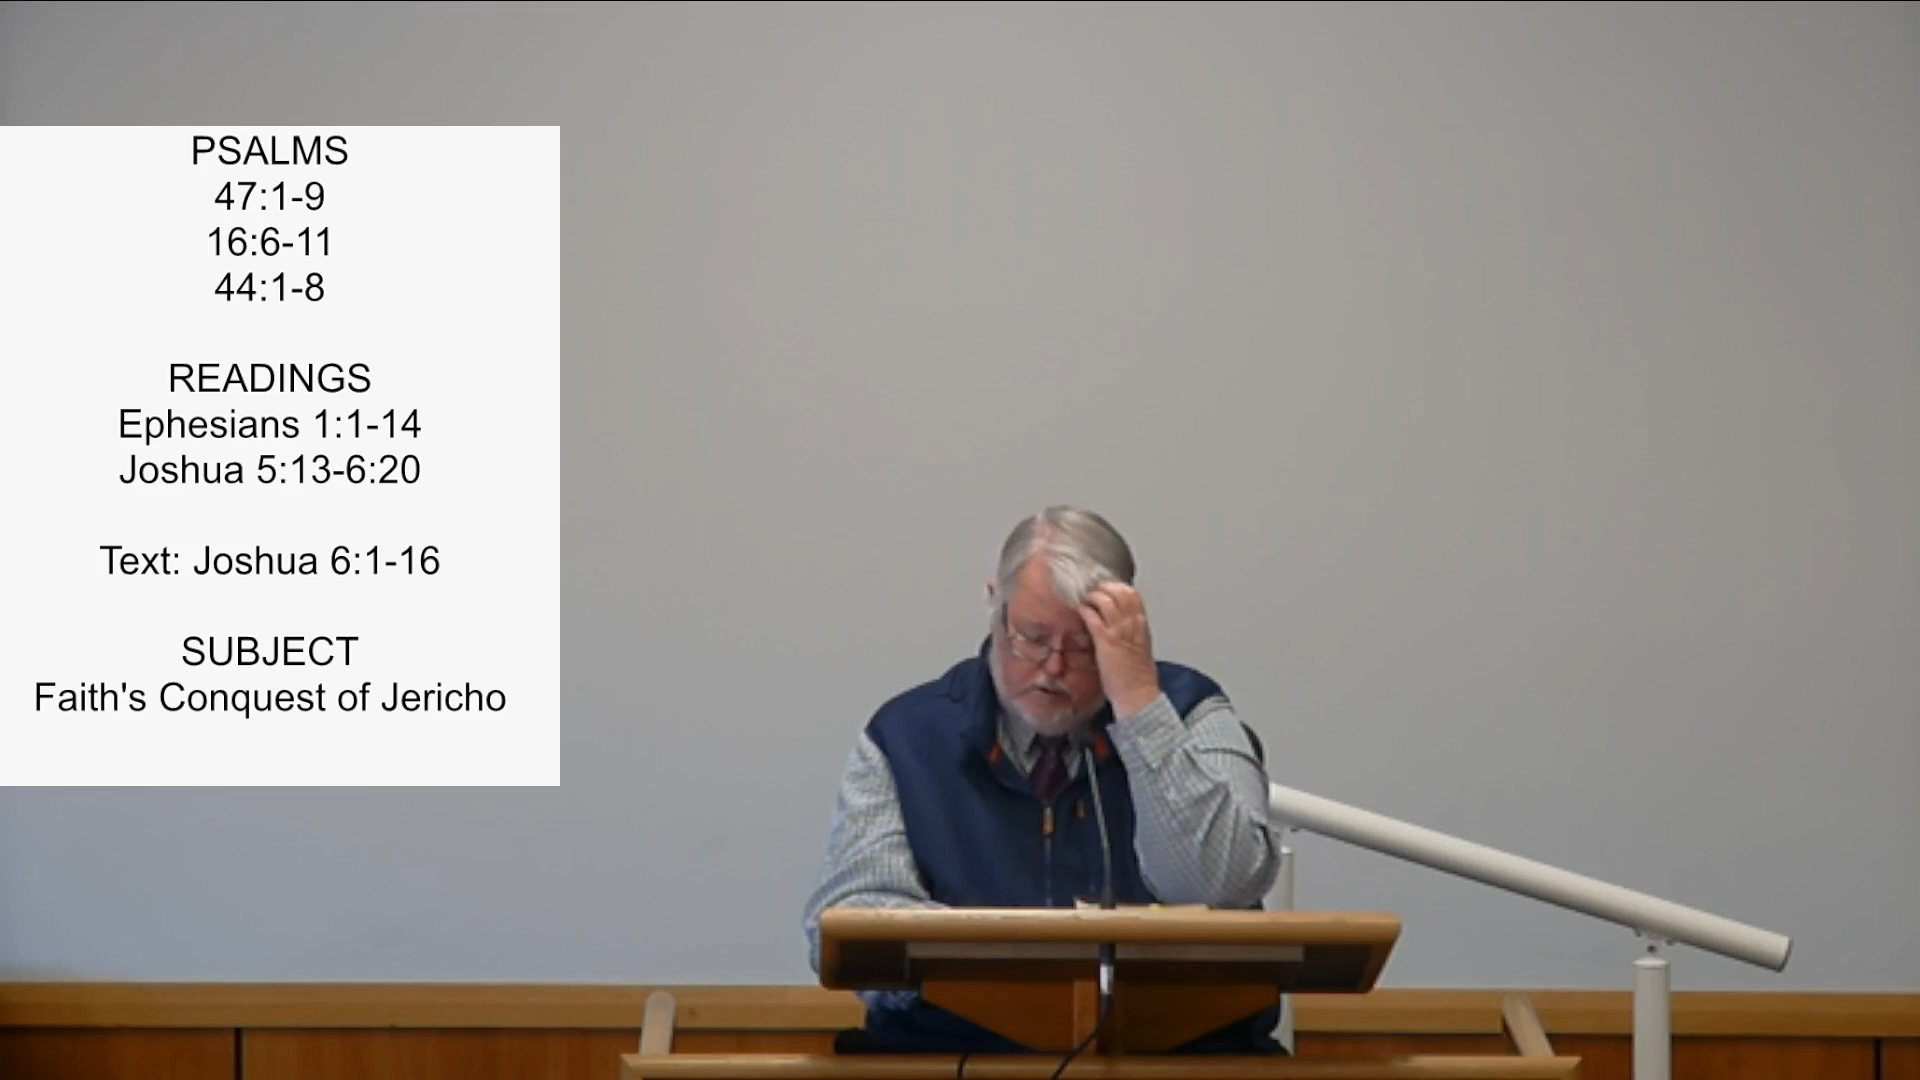 PSALMS
47:1-9
16:6-11
44:1-8
READINGS
Ephesians 1:1-14
Joshua 5:13-6:20
Text: Joshua 6:1-16
SUBJECT
Faith's Conquest of Jericho